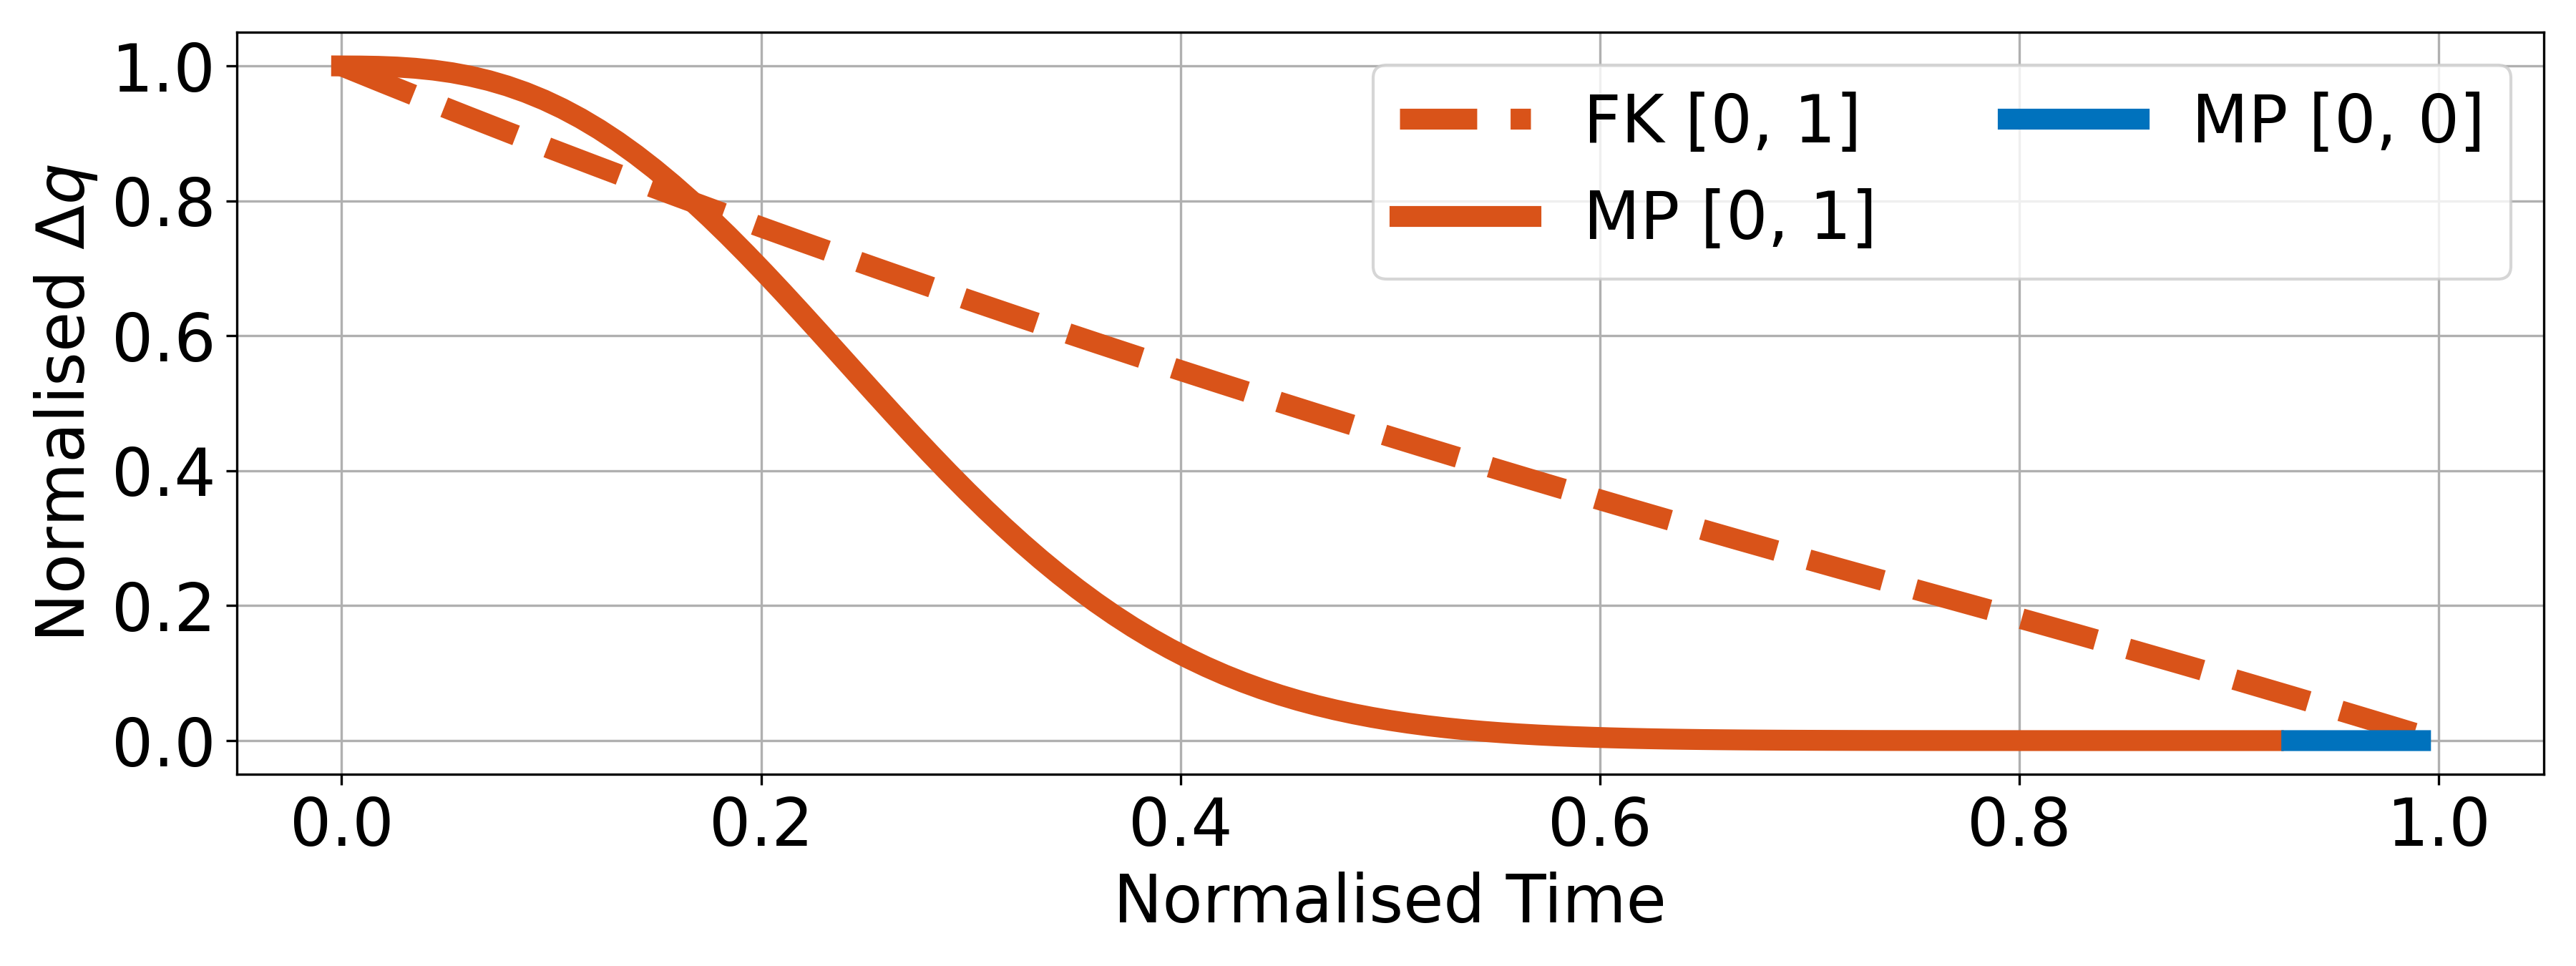 Normalised Δq
1.0
0.8
0.6
0.4
0.2
0.0
FK [0, 1]
MP [0, 1]
MP [0, 0]
0.0 0.2 0.4 0.6 0.8 1.0
Normalised Time